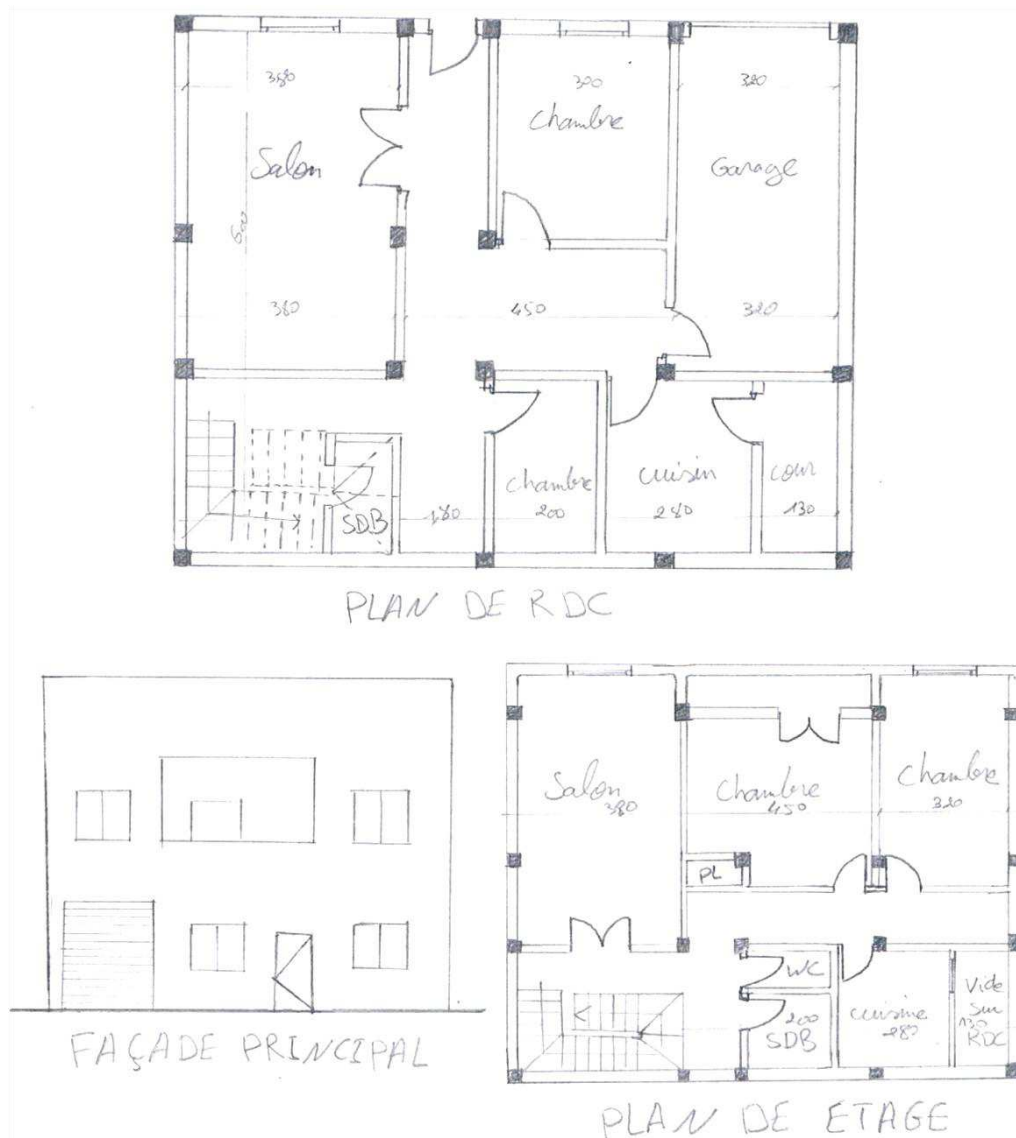 380
300
320
Salon
Chambre
Garage
600
380
450
320
SDB
180
Chambre
200
cuisin
280
cour
130
PLAN DE RDC
Salon
380
Chambre
450
Chambre
320
PL
WC
200
SDB
cuisine
280
Vide
sur
130
RDC
FAÇADE PRINCIPAL
PLAN DE ETAGE